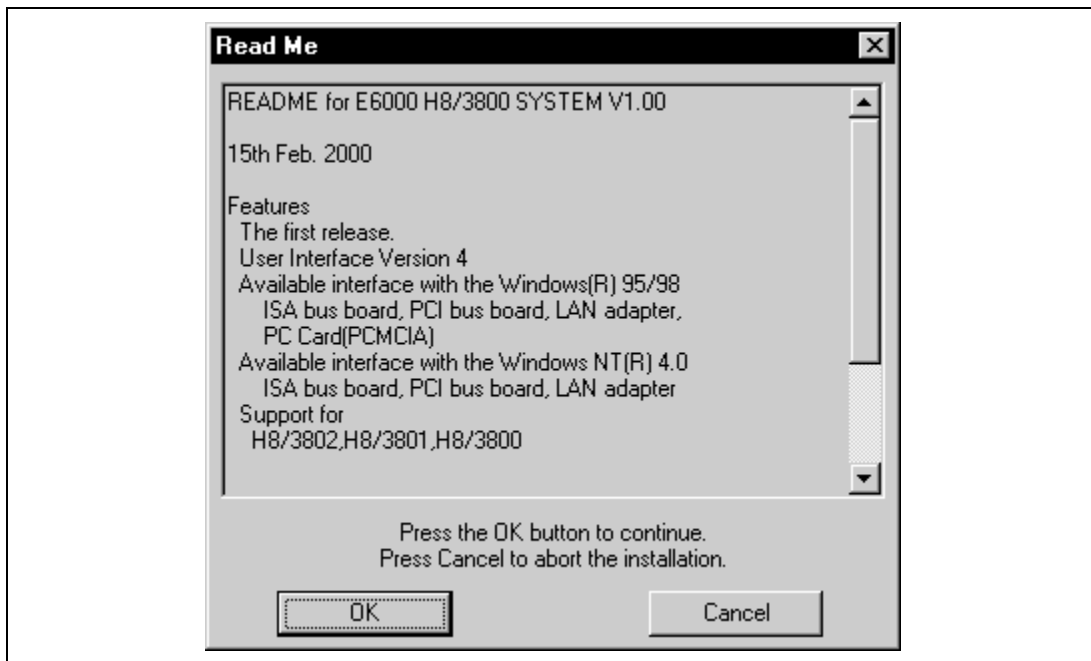 Read Me
README for E6000 H8/3800 SYSTEM V1.00
15th Feb. 2000
Features
The first release.
User Interface Version 4
Available interface with the Windows(R) 95/98
ISA bus board, PCI bus board, LAN adapter,
PC Card(PCMCIA)
Available interface with the Windows NT(R) 4.0
ISA bus board, PCI bus board, LAN adapter
Support for
H8/3802,H8/3801,H8/3800
Press the OK button to continue.
Press Cancel to abort the installation.
OK
Cancel